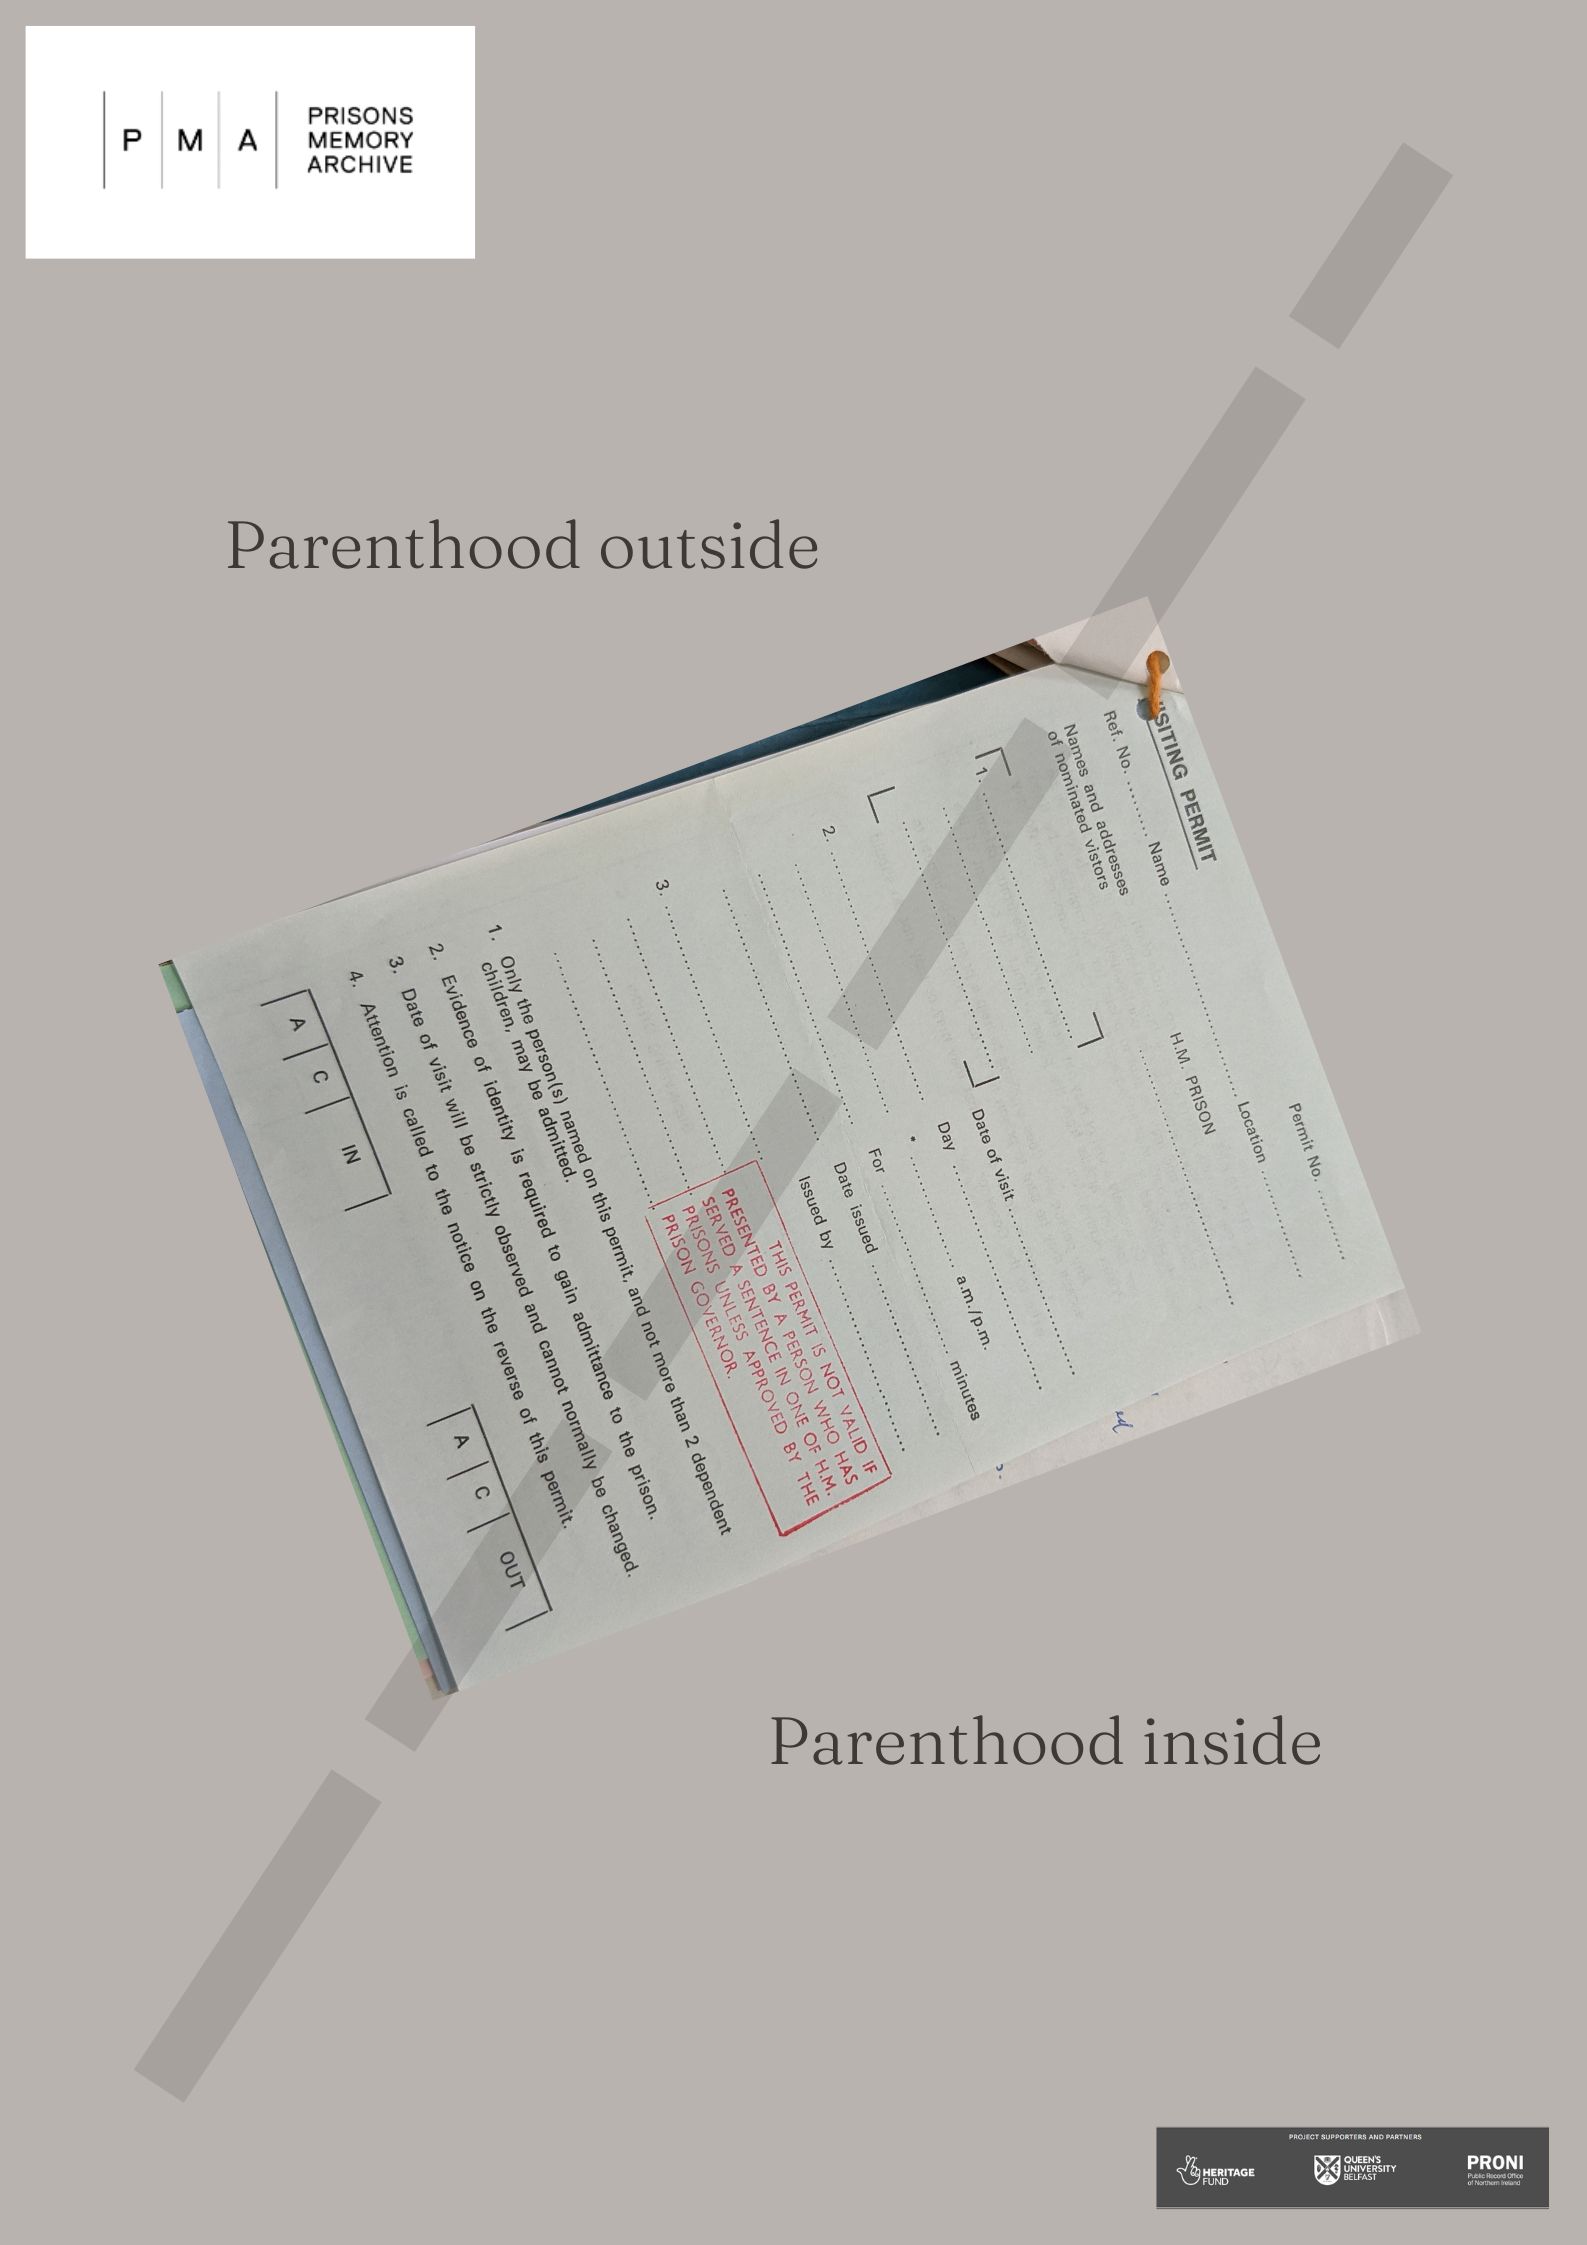 P M A
PRISONS
MEMORY
ARCHIVE
Parenthood outside
VISITING PERMIT
Permit No. ..........
Ref. No. .......... Name .............................. Location ................
Names and addresses
of nominated vistors
H.M. PRISON
1. ..............................
Date of visit ....................
Day ..............................
2. ..............................
* .................... a.m./p.m.
For .............................. minutes
Date issued ....................
Issued by ....................
3. ..............................
THIS PERMIT IS NOT VALID IF
PRESENTED BY A PERSON WHO HAS
SERVED A SENTENCE IN ONE OF H.M.
PRISONS UNLESS APPROVED BY THE
PRISON GOVERNOR.
1. Only the person(s) named on this permit, and not more than 2 dependent
children, may be admitted.
2. Evidence of identity is required to gain admittance to the prison.
3. Date of visit will be strictly observed and cannot normally be changed.
4. Attention is called to the notice on the reverse of this permit.
A C IN
A C OUT
ed
Parenthood inside
PROJECT SUPPORTERS AND PARTNERS
HERITAGE
FUND
QUEEN'S
UNIVERSITY
BELFAST
PRONI
Public Record Office
of Northern Ireland